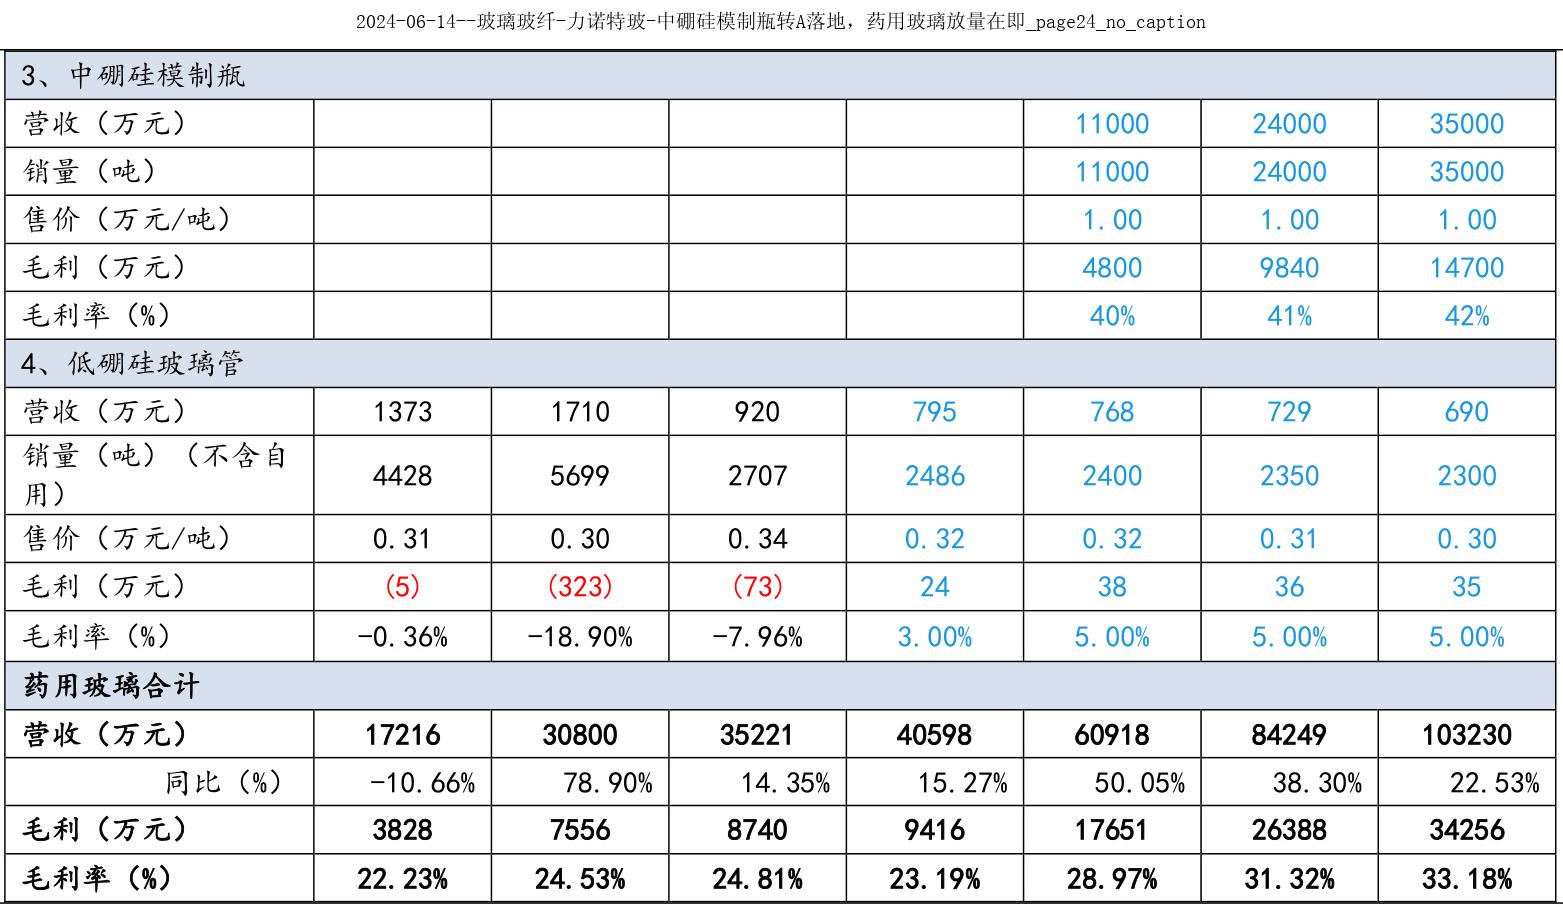 2024-06-14--玻璃玻纤-力诺特玻-中硼硅模制瓶转A落地，药用玻璃放量在即_page24_no_caption
3、中硼硅模制瓶
营收（万元） 11000 24000 35000
销量（吨） 11000 24000 35000
售价（万元/吨） 1.00 1.00 1.00
毛利（万元） 4800 9840 14700
毛利率（%） 40% 41% 42%
4、低硼硅玻璃管
营收（万元） 1373 1710 920 795 768 729 690
销量（吨）（不含自
用） 4428 5699 2707 2486 2400 2350 2300
售价（万元/吨） 0.31 0.30 0.34 0.32 0.32 0.31 0.30
毛利（万元） (5) (323) (73) 24 38 36 35
毛利率（%） -0.36% -18.90% -7.96% 3.00% 5.00% 5.00% 5.00%
药用玻璃合计
营收（万元） 17216 30800 35221 40598 60918 84249 103230
同比（%） -10.66% 78.90% 14.35% 15.27% 50.05% 38.30% 22.53%
毛利（万元） 3828 7556 8740 9416 17651 26388 34256
毛利率（%） 22.23% 24.53% 24.81% 23.19% 28.97% 31.32% 33.18%